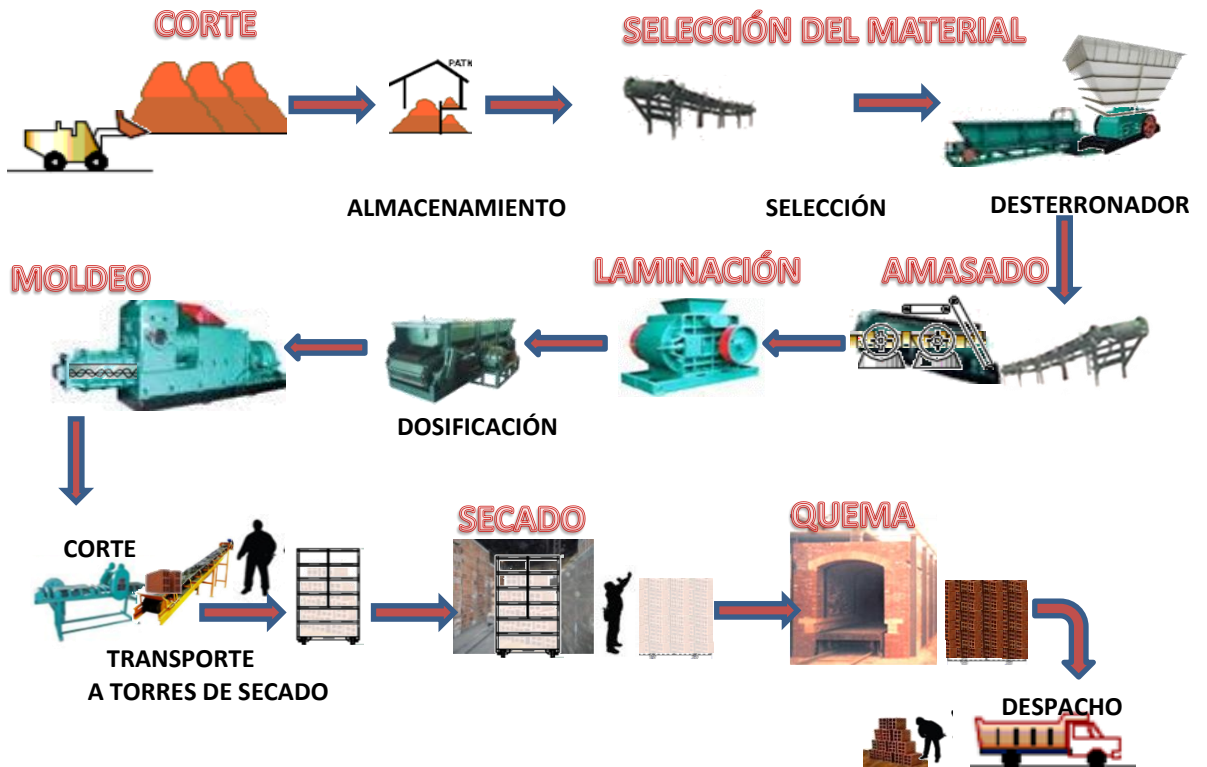 CORTE
SELECCIÓN DEL MATERIAL
ALMACENAMIENTO
SELECCIÓN
DESTERRONADOR
MOLDEO
LAMINACIÓN
AMASADO
DOSIFICACIÓN
CORTE
SECADO
QUEMA
TRANSPORTE
A TORRES DE SECADO
DESPACHO